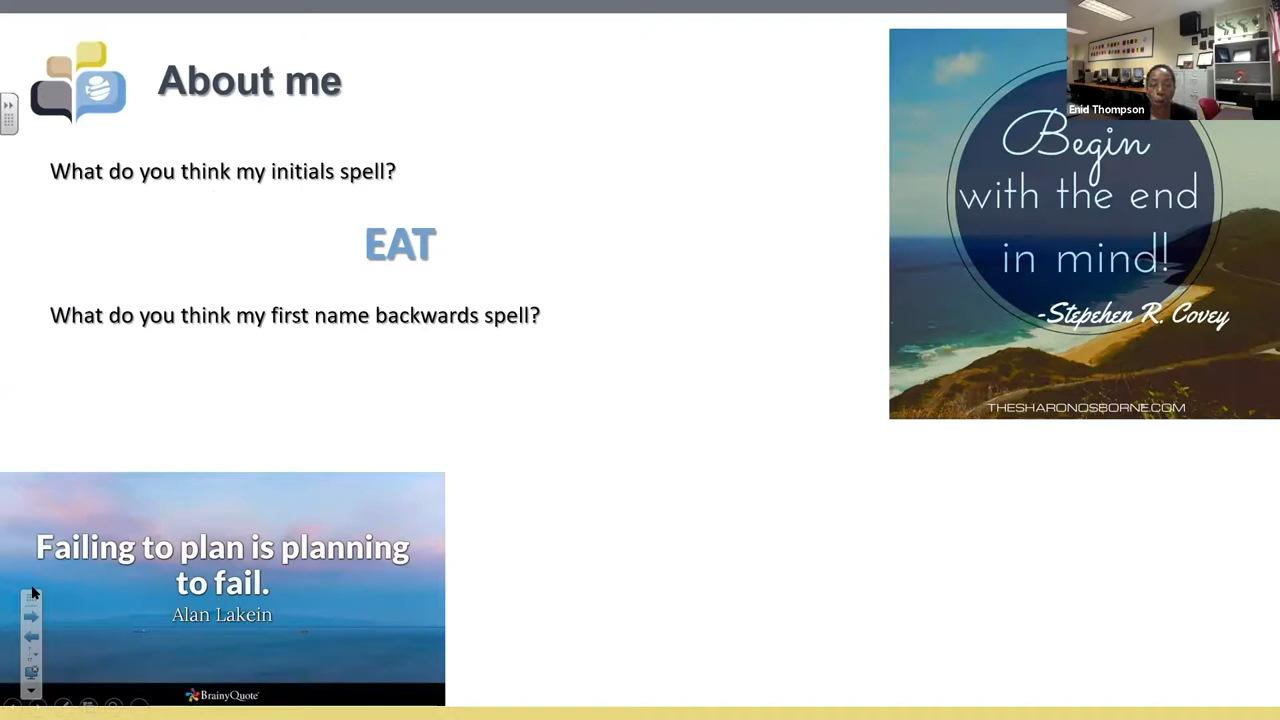 About me
What do you think my initials spell?
EAT
What do you think my first name backwards spell?
Enid Thompson
Begin
with the end
in mind!
-Stepehen R. Covey
THESHARONOSBORNE.COM
Failing to plan is planning
to fail.
Alan Lakein
BrainyQuote